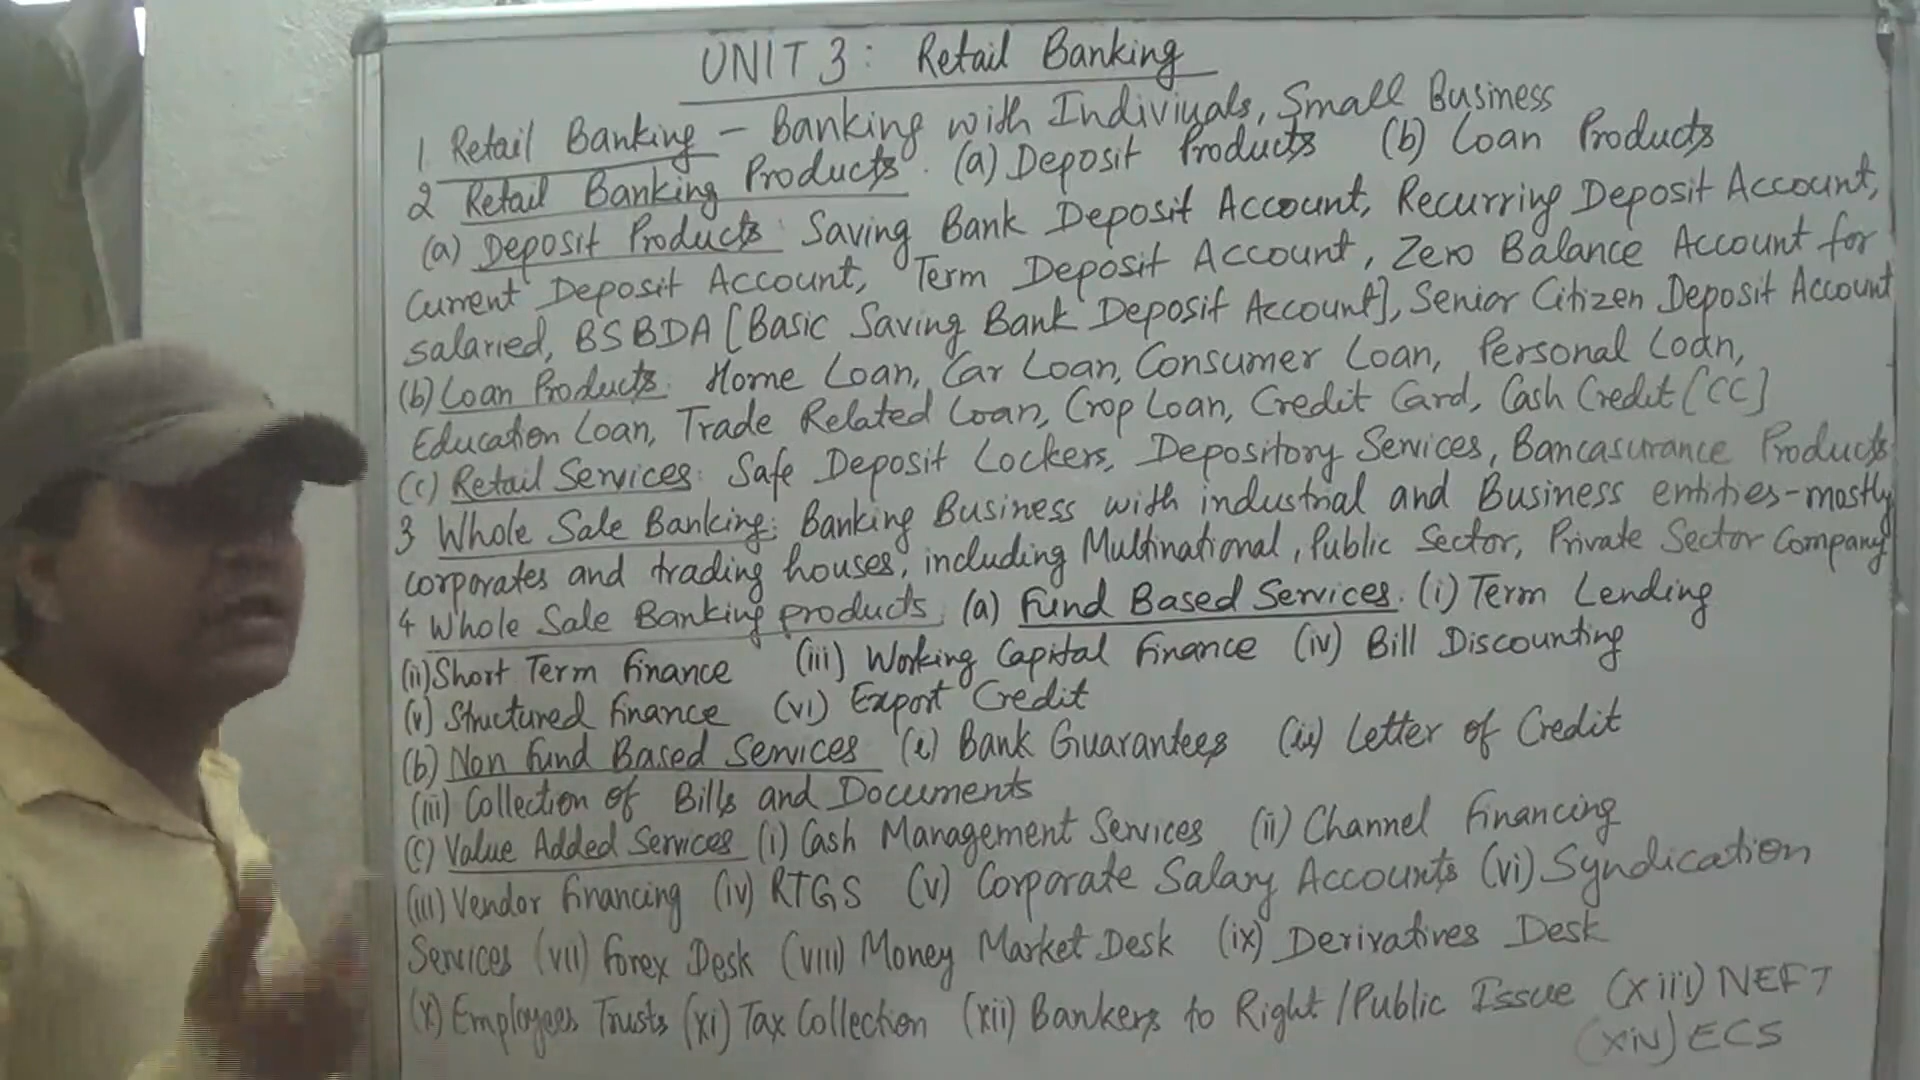 UNIT 3: Retail Banking
1 Retail Banking - Banking with Indiviuals, Small Business
2 Retail Banking Products. (a) Deposit Products (b) Loan Products
(a) Deposit Products: Saving Bank Deposit Account, Recurring Deposit Account,
Current Deposit Account, Term Deposit Account, Zero Balance Account for
salaried, BSBDA [Basic Saving Bank Deposit Account], Senior Citizen Deposit Account
(b) Loan Products: Home Loan, Car Loan, Consumer Loan, Personal Loan,
Education Loan, Trade Related Loan, Crop Loan, Credit Card, Cash Credit [CC]
(c) Retail Services: Safe Deposit Lockers, Depository Services, Bancasurance Products
3 Whole Sale Banking: Banking Business with industrial and Business entities-mostly
corporates and trading houses, including Multinational, Public Sector, Private Sector Company
4 Whole Sale Banking products (a) Fund Based Services. (i) Term Lending
(ii) Short Term Finance (iii) Working Capital Finance (iv) Bill Discounting
(v) Structured finance (vi) Export Credit
(b) Non Fund Based Services (i) Bank Guarantees (ii) Letter of Credit
(iii) Collection of Bills and Documents
(C) Value Added Services (i) Cash Management Services (ii) Channel Financing
(iii) Vendor Financing (iv) RTGS (v) Corporate Salary Accounts (vi) Syndication
Services (vii) Forex Desk (viii) Money Market Desk (ix) Derivatives Desk
(x) Employees Trusts (xi) Tax Collection (xii) Bankers to Right/Public Issue (xiii) NEFT
(xiv) ECS